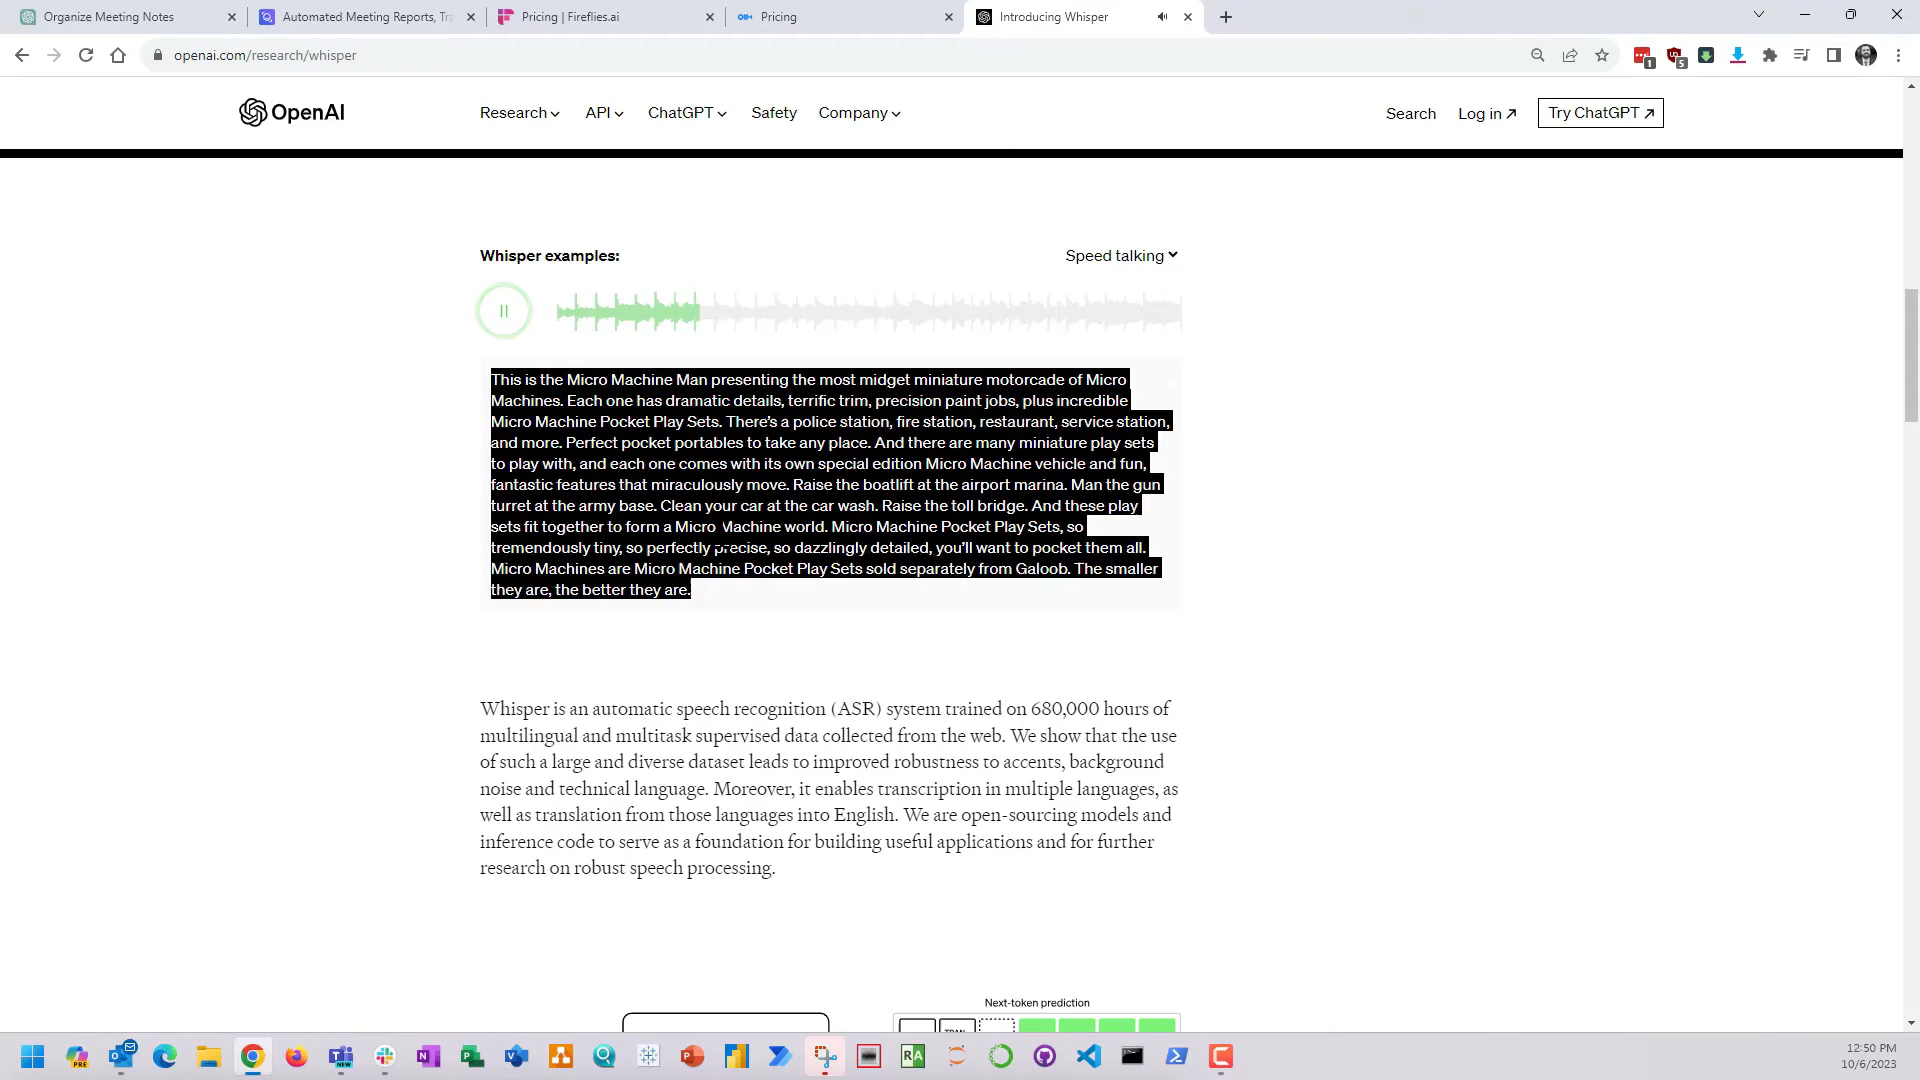 Organize Meeting Notes
Automated Meeting Reports, Tra
Pricing | Fireflies.ai
Pricing
Introducing Whisper
openai.com/research/whisper
1
5
OpenAI
Research
API
ChatGPT
Safety
Company
Search
Log in
Try ChatGPT
Whisper examples:
Speed talking
This is the Micro Machine Man presenting the most midget miniature motorcade of Micro
Machines. Each one has dramatic details, terrific trim, precision paint jobs, plus incredible
Micro Machine Pocket Play Sets. There's a police station, fire station, restaurant, service station,
and more. Perfect pocket portables to take any place. And there are many miniature play sets
to play with, and each one comes with its own special edition Micro Machine vehicle and fun,
fantastic features that miraculously move. Raise the boatlift at the airport marina. Man the gun
turret at the army base. Clean your car at the car wash. Raise the toll bridge. And these play
sets fit together to form a Micro Machine world. Micro Machine Pocket Play Sets, so
tremendously tiny, so perfectly precise, so dazzlingly detailed, you'll want to pocket them all.
Micro Machines are Micro Machine Pocket Play Sets sold separately from Galoob. The smaller
they are, the better they are.
Whisper is an automatic speech recognition (ASR) system trained on 680,000 hours of
multilingual and multitask supervised data collected from the web. We show that the use
of such a large and diverse dataset leads to improved robustness to accents, background
noise and technical language. Moreover, it enables transcription in multiple languages, as
well as translation from those languages into English. We are open-sourcing models and
inference code to serve as a foundation for building useful applications and for further
research on robust speech processing.
Next-token prediction
PRE
NEW
RA
12:50 PM
10/6/2023